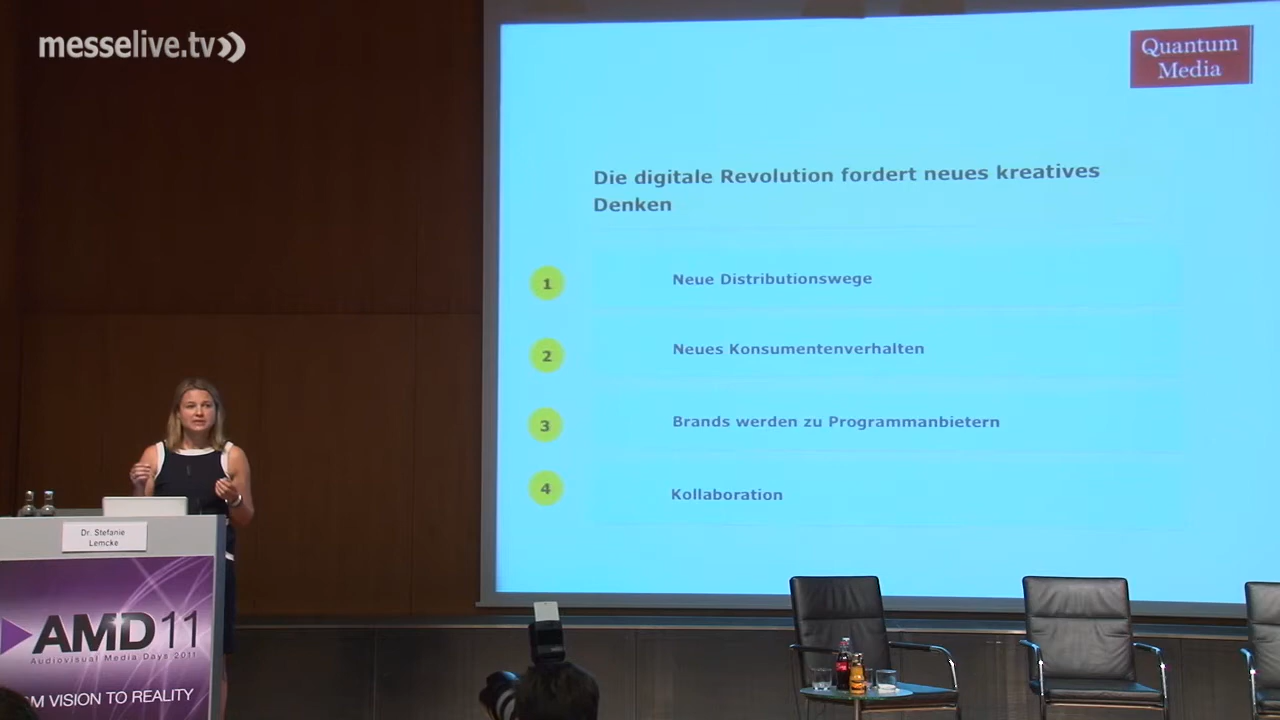 messelive.tv
Quantum
Media
Die digitale Revolution fordert neues kreatives
Denken
1 Neue Distributionswege
2 Neues Konsumentenverhalten
3 Brands werden zu Programmanbietern
4 Kollaboration
Dr. Stefanie
Lemcke
AMD11
Audiovisual Media Days 2011
M VISION TO REALITY